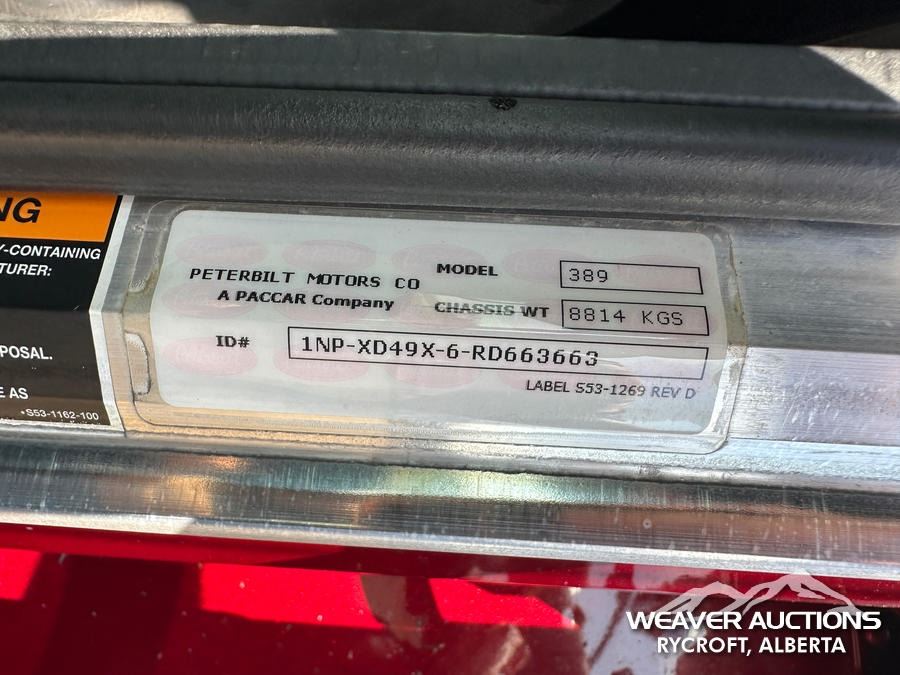 NG
Y-CONTAINING
TURER:
POSAL.
E AS
*S53-1162-100
PETERBILT MOTORS CO
A PACCAR Company
MODEL 389
CHASSIS WT 8814 KGS
ID# 1NP-XD49X-6-RD663663
LABEL S53-1269 REV D
WEAVER AUCTIONS
RYCROFT, ALBERTA